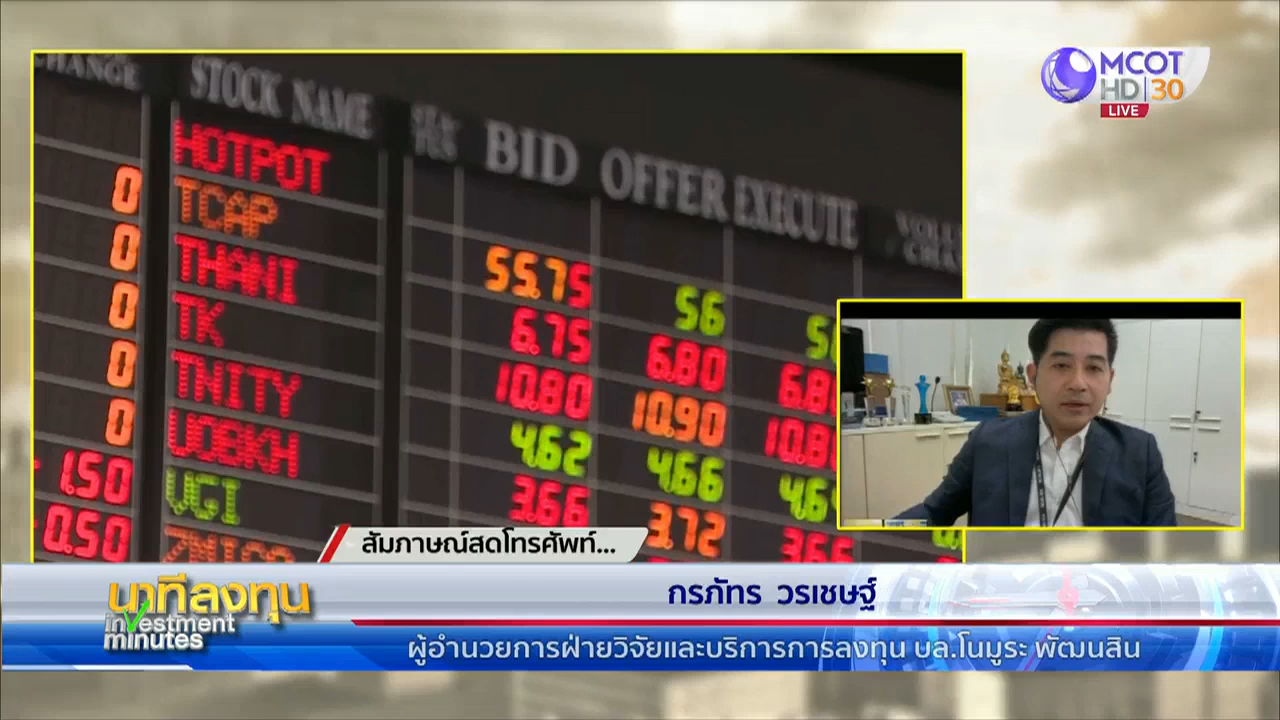 MCOT
HD 30
LIVE
CHANGE
STOCK NAME
BID
OFFER
EXECUTE
HOTPOT
0
TCAP
55.75
56
0
THANI
6.75
6.80
0
TK
10.80
10.90
0
TNITY
4.62
4.66
0
UOBKH
3.66
3.72
3.66
-1.50
VGI
-0.50
สัมภาษณ์สดโทรศัพท์...
นาทีลงทุน
investment
minutes
กรภัทร วรเชษฐ์
ผู้อำนวยการฝ่ายวิจัยและบริการการลงทุน บล.โนมูระ พัฒนสิน